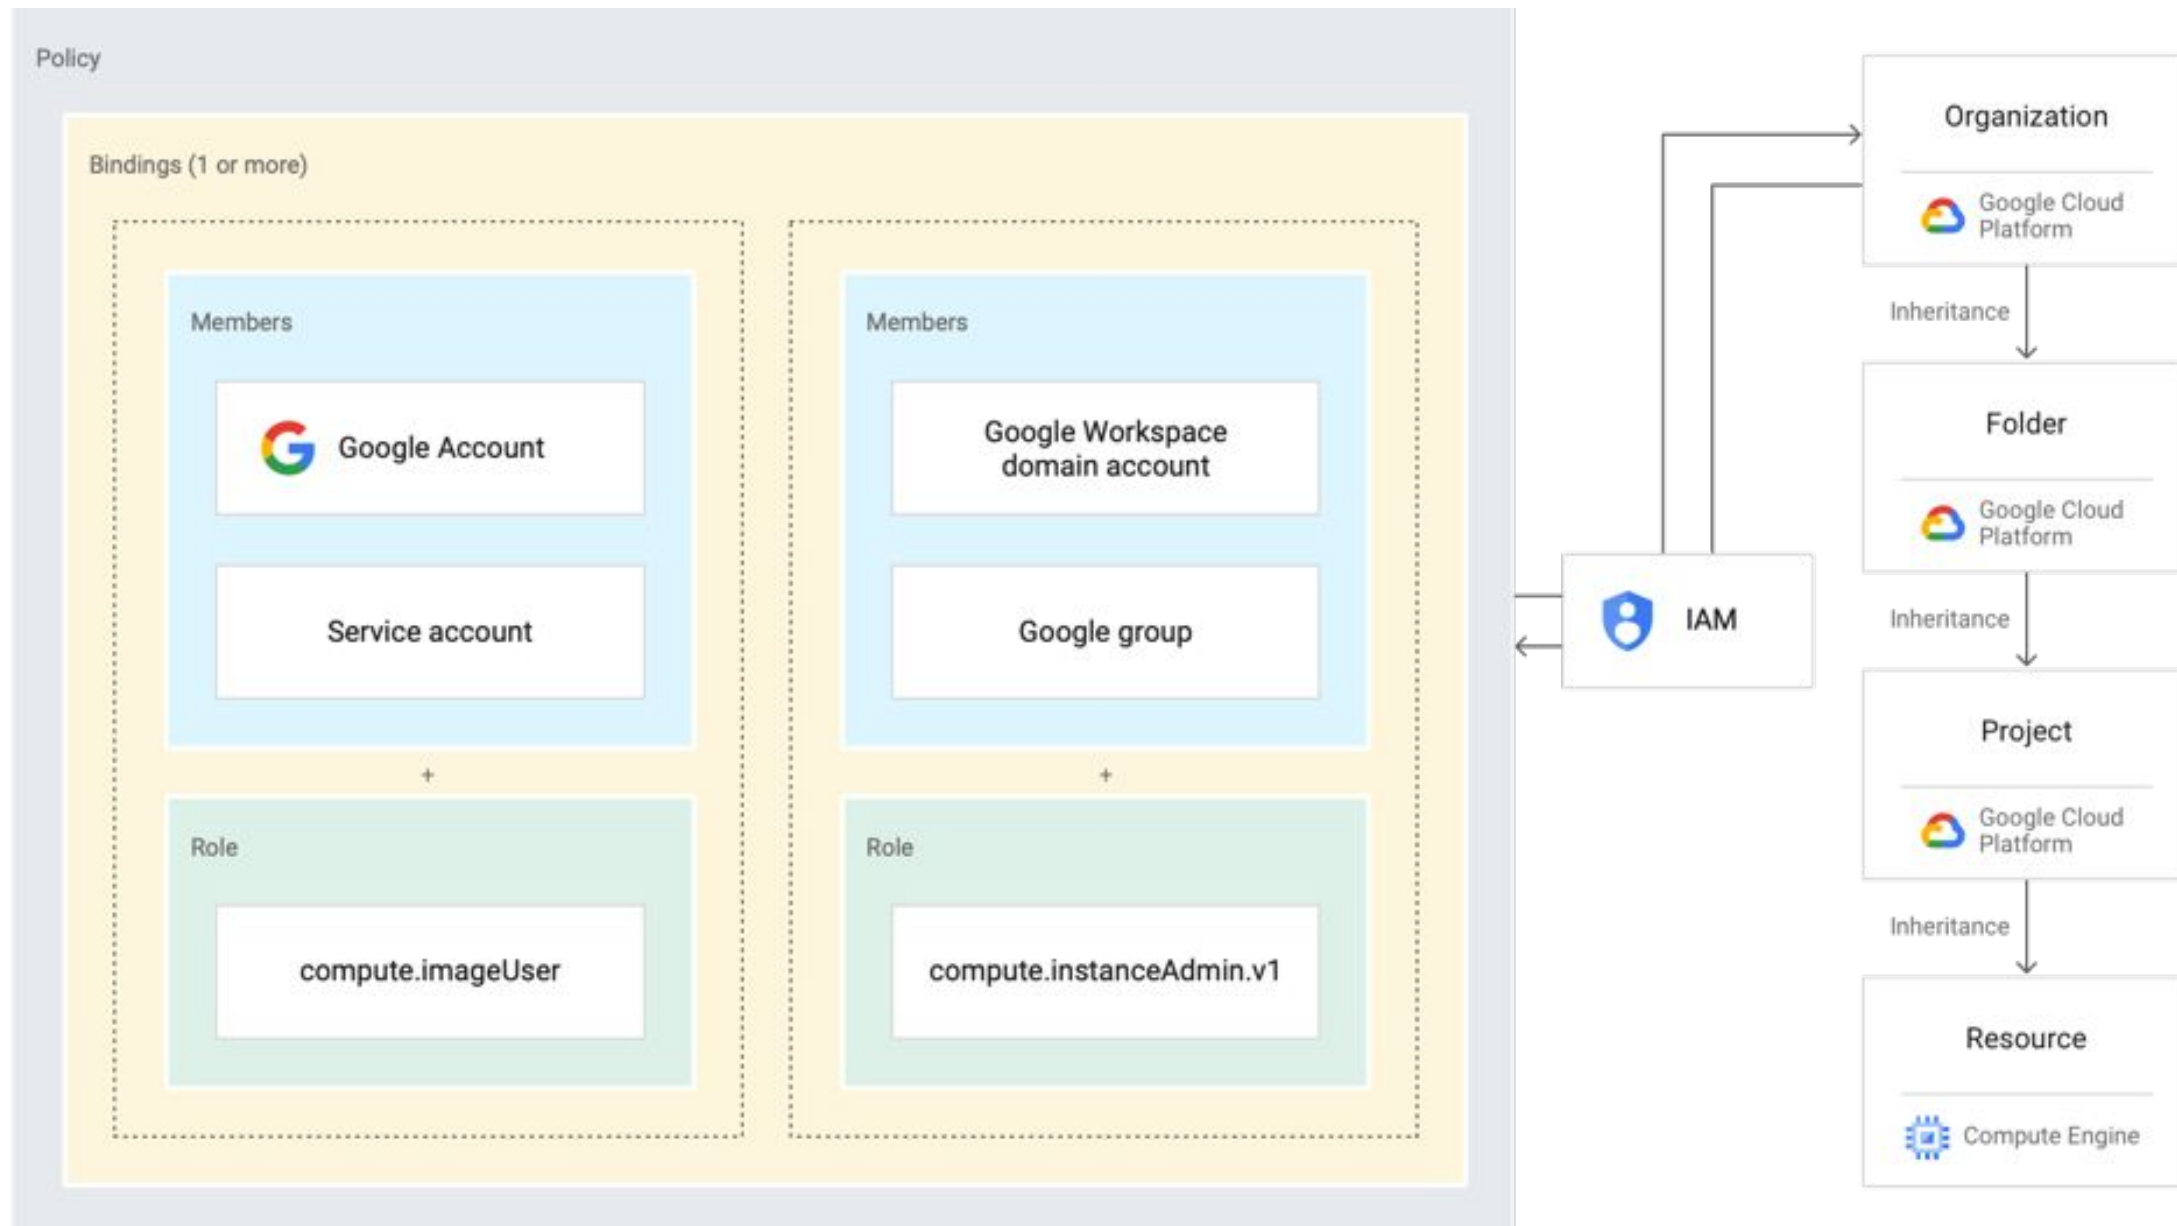 Policy
Bindings (1 or more)
Members
Google Account
Service account
+
Role
compute.imageUser
Members
Google Workspace
domain account
Google group
+
Role
compute.instanceAdmin.v1
IAM
Organization
Google Cloud
Platform
Inheritance
Folder
Google Cloud
Platform
Inheritance
Project
Google Cloud
Platform
Inheritance
Resource
Compute Engine